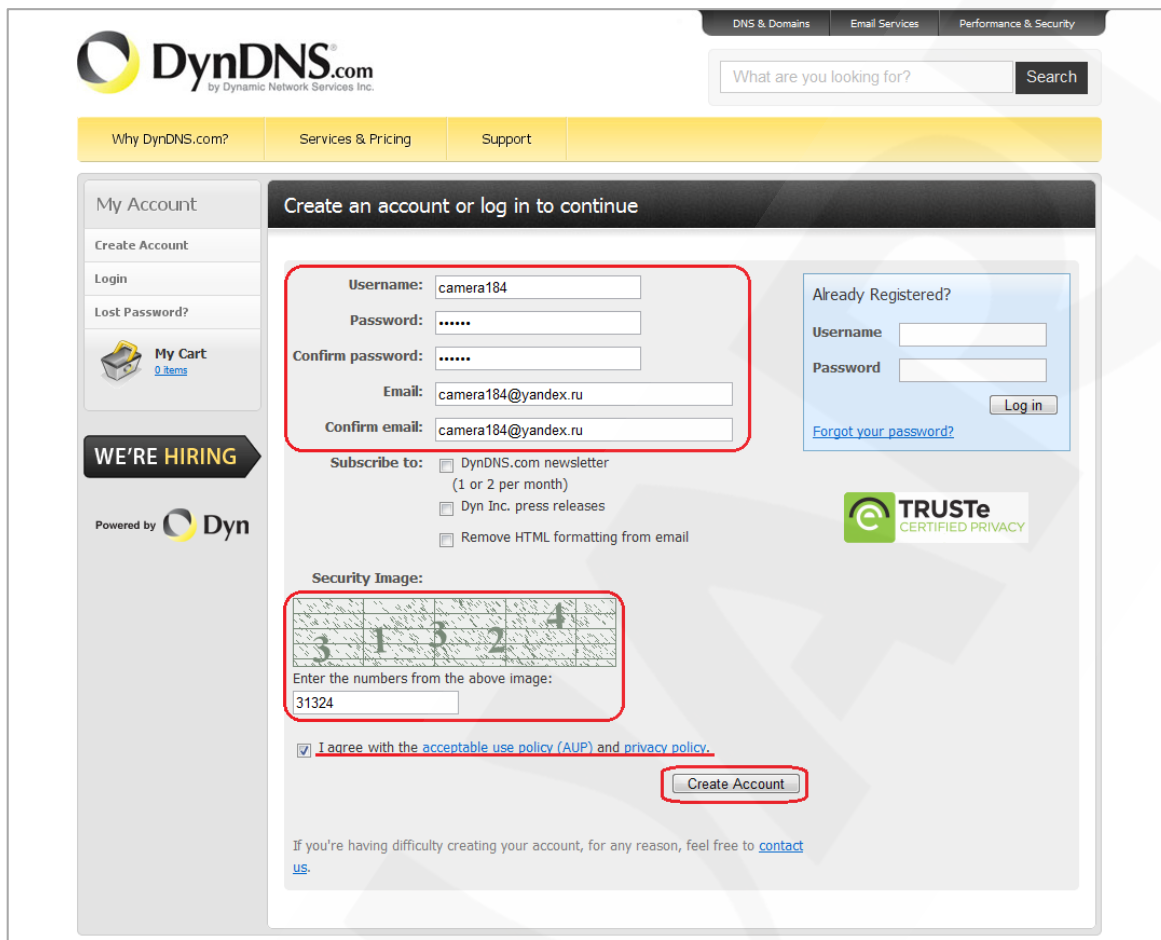 DNS & Domains Email Services Performance & Security
DynDNS.com
by Dynamic Network Services Inc.
What are you looking for? Search
Why DynDNS.com? Services & Pricing Support
My Account
Create Account
Login
Lost Password?
My Cart
0 items
WE'RE HIRING
Powered by Dyn
Create an account or log in to continue
Username: camera184
Password: ••••••
Confirm password: ••••••
Email: camera184@yandex.ru
Confirm email: camera184@yandex.ru
Subscribe to: DynDNS.com newsletter
(1 or 2 per month)
Dyn Inc. press releases
Remove HTML formatting from email
Security Image:
3 1 3 2 4
Enter the numbers from the above image:
31324
I agree with the acceptable use policy (AUP) and privacy policy.
Create Account
If you're having difficulty creating your account, for any reason, feel free to contact
us.
Already Registered?
Username
Password
Log in
Forgot your password?
TRUSTe
CERTIFIED PRIVACY